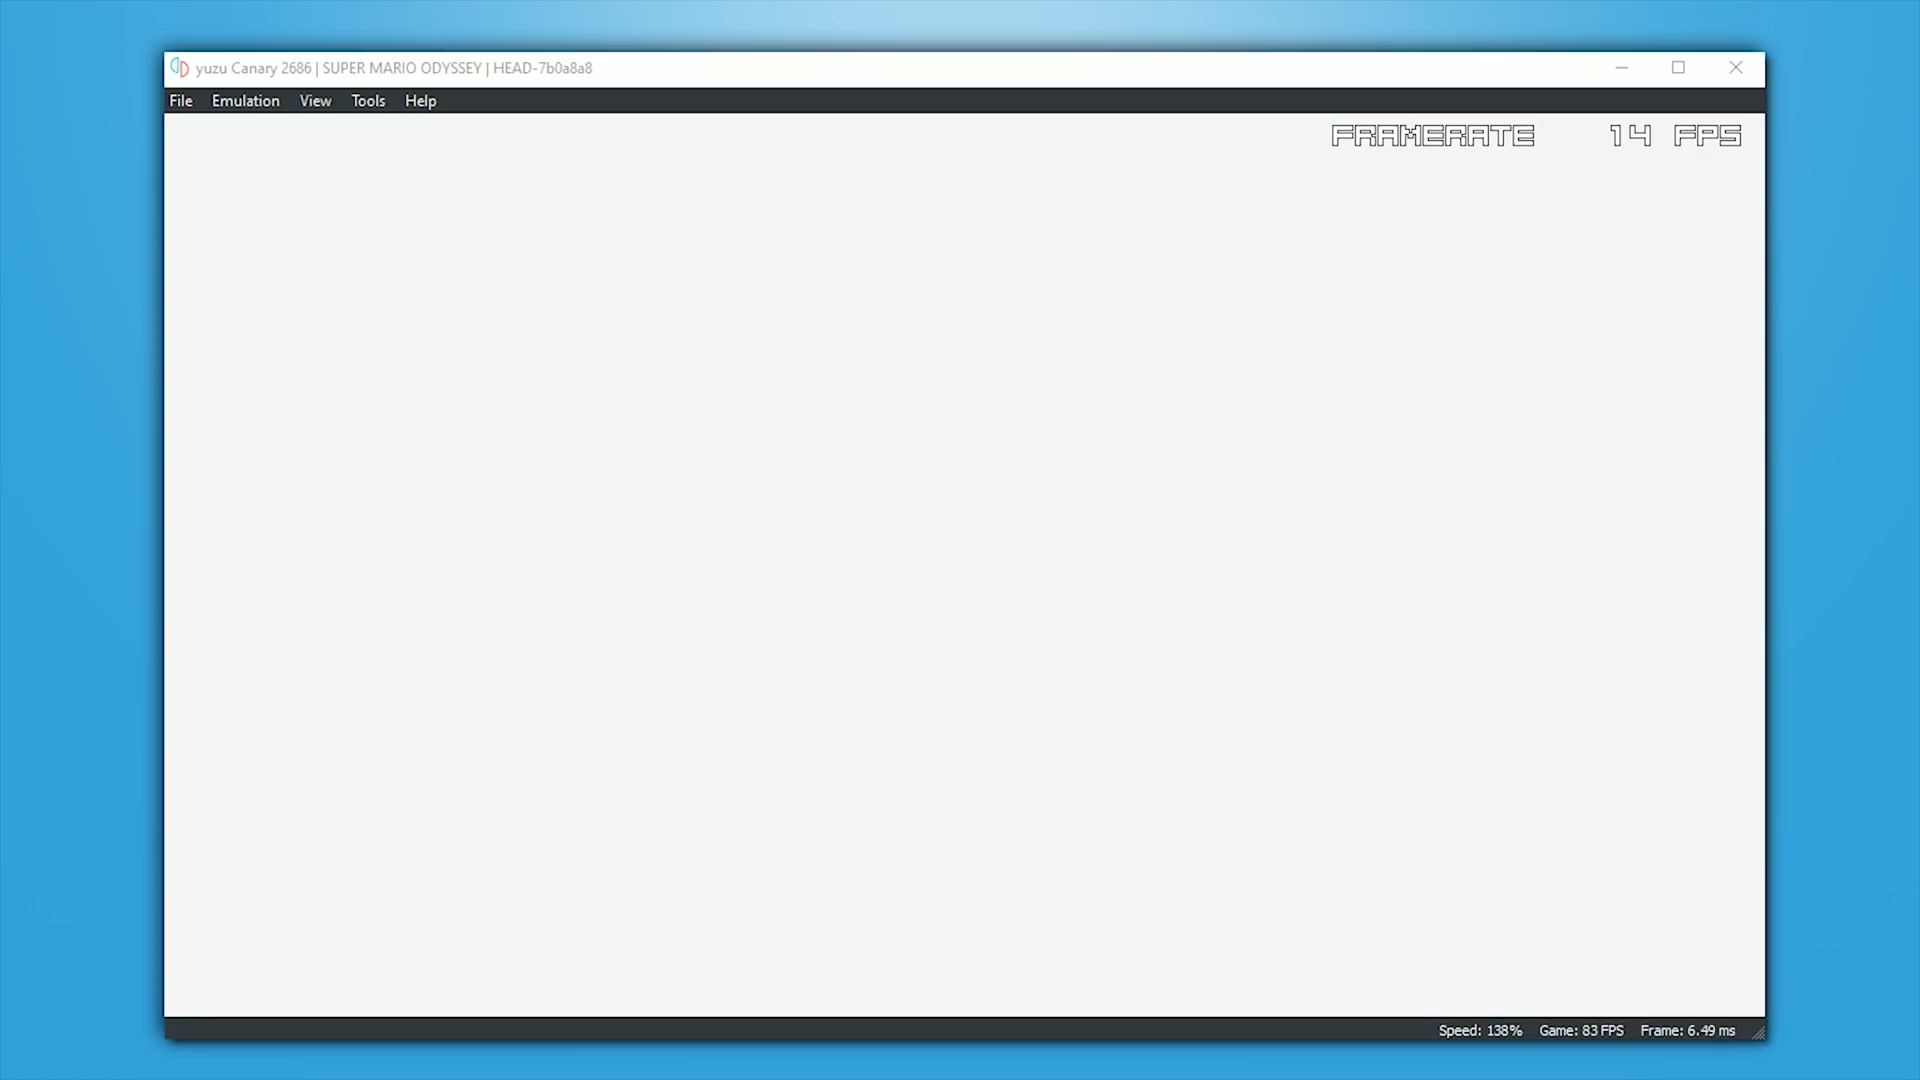 yuzu Canary 2686 | SUPER MARIO ODYSSEY | HEAD-7b0a8a8
File Emulation View Tools Help
FRAMERATE 14 FPS
Speed: 138% Game: 83 FPS Frame: 6.49 ms